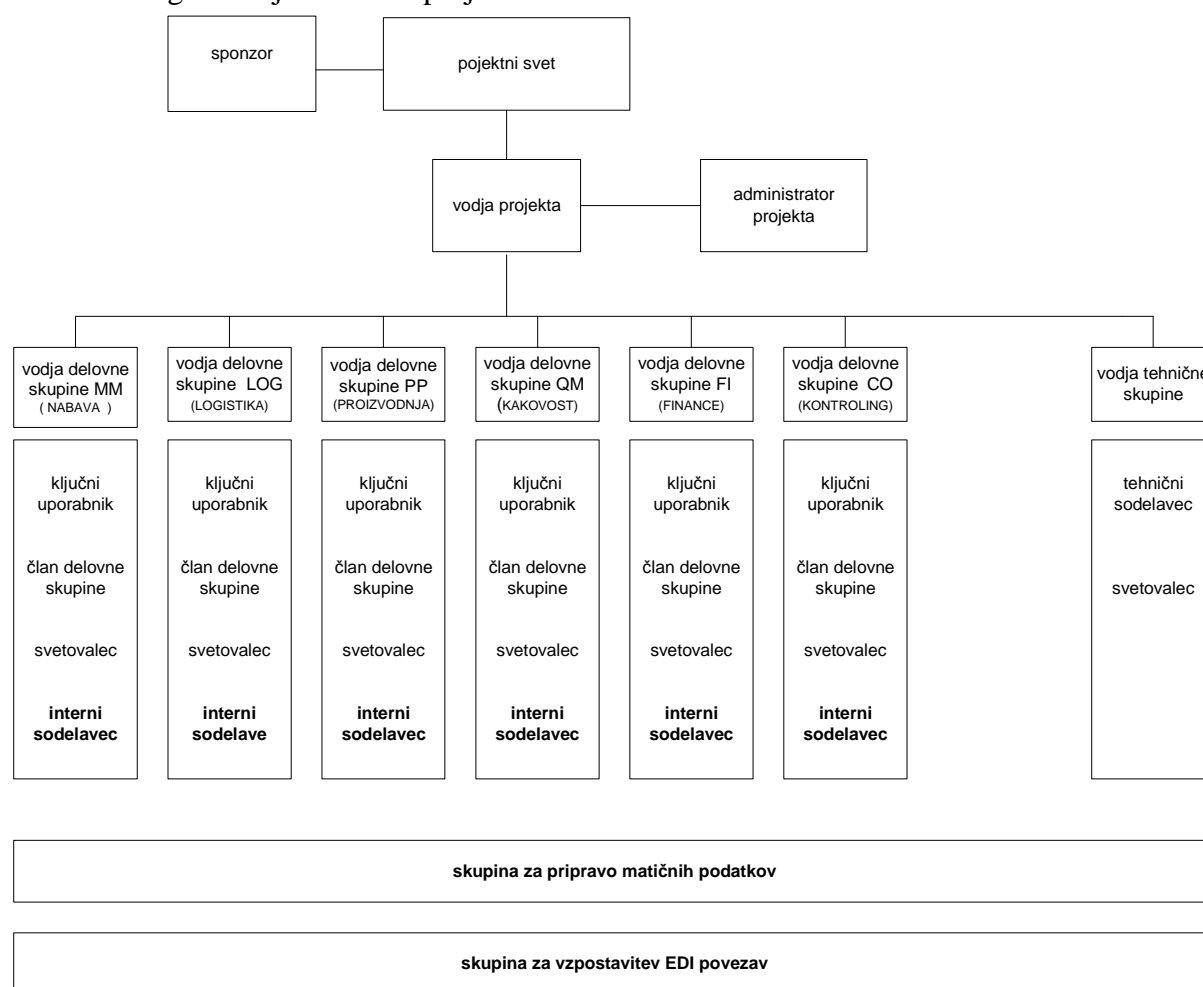 sponzor
pojektni svet
vodja projekta
administrator
projekta
vodja delovne
skupine MM
( NABAVA )
vodja delovne
skupine LOG
(LOGISTIKA)
vodja delovne
skupine PP
(PROIZVODNJA)
vodja delovne
skupine QM
(KAKOVOST)
vodja delovne
skupine FI
(FINANCE)
vodja delovne
skupine CO
(KONTROLING)
vodja tehničn
skupine
ključni
uporabnik
član delovne
skupine
svetovalec
interni
sodelavec
ključni
uporabnik
član delovne
skupine
svetovalec
interni
sodelave
ključni
uporabnik
član delovne
skupine
svetovalec
interni
sodelavec
ključni
uporabnik
član delovne
skupine
svetovalec
interni
sodelavec
ključni
uporabnik
član delovne
skupine
svetovalec
interni
sodelavec
ključni
uporabnik
član delovne
skupine
svetovalec
interni
sodelavec
tehnični
sodelavec
svetovalec
skupina za pripravo matičnih podatkov
skupina za vzpostavitev EDI povezav